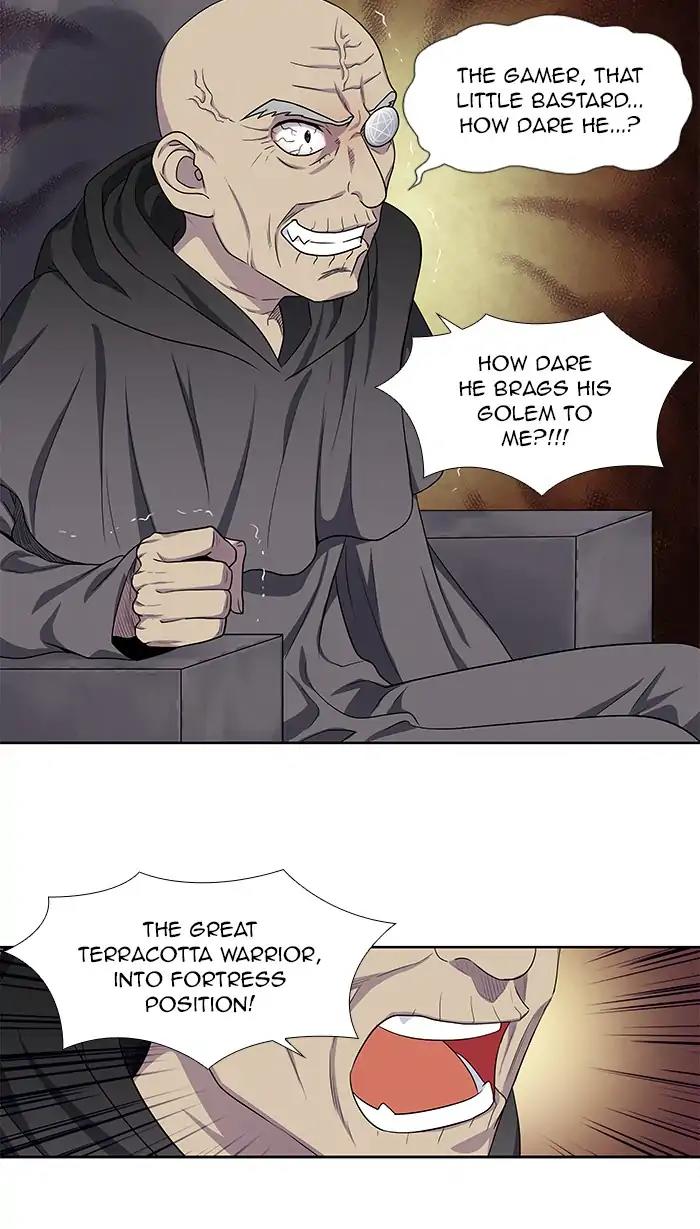 THE GAMER, THAT
LITTLE BASTARD...
HOW DARE HE...?
HOW DARE
HE BRAGS HIS
GOLEM TO
ME?!!!
THE GREAT
TERRACOTTA WARRIOR,
INTO FORTRESS
POSITION!